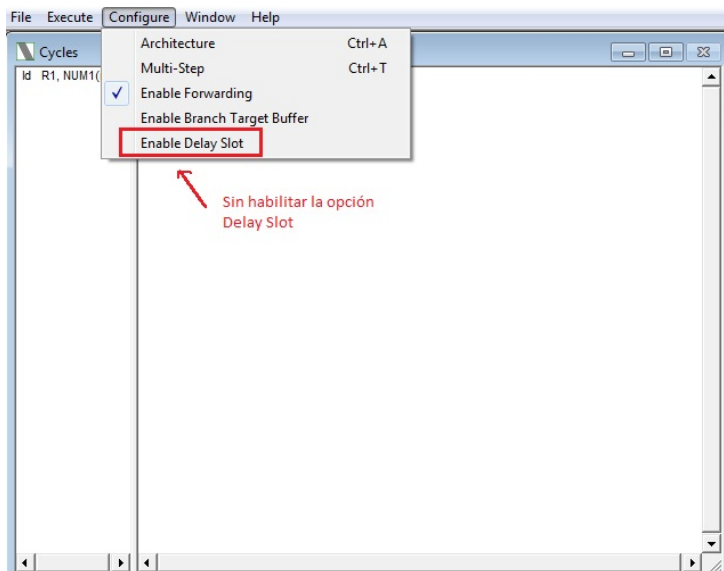 File Execute Configure Window Help
Cycles
ld R1, NUM1(
Architecture Ctrl+A
Multi-Step Ctrl+T
Enable Forwarding
Enable Branch Target Buffer
Enable Delay Slot
Sin habilitar la opción
Delay Slot